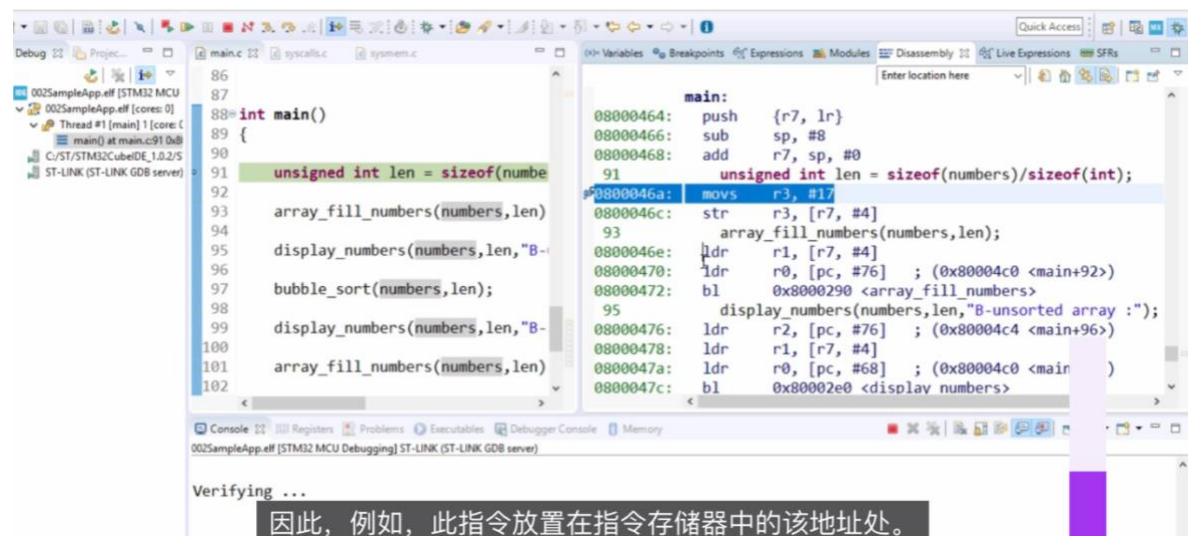 Quick Access
Debug
Projec...
main.c
syscalls.c
sysmem.c
(x)= Variables
Breakpoints
Expressions
Modules
Disassembly
Live Expressions
SFRs
Enter location here
002SampleApp.elf [STM32 MCU
002SampleApp.elf [cores: 0]
Thread #1 [main] 1 [core: (
main() at main.c:91 0x8
C:/ST/STM32CubeIDE_1.0.2/S
ST-LINK (ST-LINK GDB server)
86
87
88 int main()
89 {
90
91 unsigned int len = sizeof(numbe
92
93 array_fill_numbers(numbers,len)
94
95 display_numbers(numbers,len,"B-
96
97 bubble_sort(numbers,len);
98
99 display_numbers(numbers,len,"B-
100
101 array_fill_numbers(numbers,len)
102
main:
08000464: push {r7, lr}
08000466: sub sp, #8
08000468: add r7, sp, #0
91 unsigned int len = sizeof(numbers)/sizeof(int);
0800046a: movs r3, #17
0800046c: str r3, [r7, #4]
93 array_fill_numbers(numbers,len);
0800046e: ldr r1, [r7, #4]
08000470: ldr r0, [pc, #76] ; (0x80004c0 <main+92>)
08000472: bl 0x8000290 <array_fill_numbers>
95 display_numbers(numbers,len,"B-unsorted array :");
08000476: ldr r2, [pc, #76] ; (0x80004c4 <main+96>)
08000478: ldr r1, [r7, #4]
0800047a: ldr r0, [pc, #68] ; (0x80004c0 <main )
0800047c: bl 0x80002e0 <display_numbers>
Console
Registers
Problems
Executables
Debugger Console
Memory
002SampleApp.elf [STM32 MCU Debugging] ST-LINK (ST-LINK GDB server)
Verifying ...
因此，例如，此指令放置在指令存储器中的该地址处。